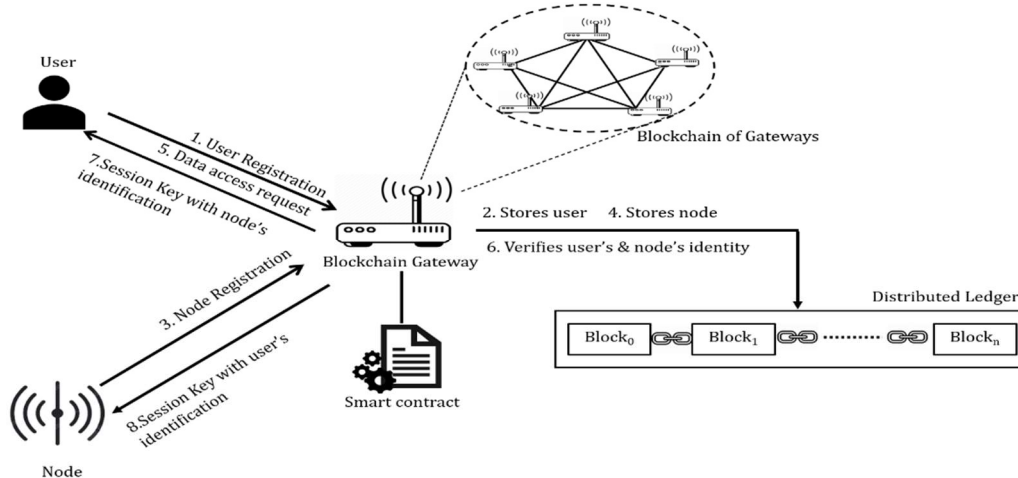 User
Blockchain of Gateways
1. User Registration
5. Data access request
7.Session Key with node's
identification
2. Stores user 4. Stores node
6. Verifies user's & node's identity
Blockchain Gateway
3. Node Registration
Distributed Ledger
Block0
Block1
Blockn
8.Session Key with user's
identification
Smart contract
Node